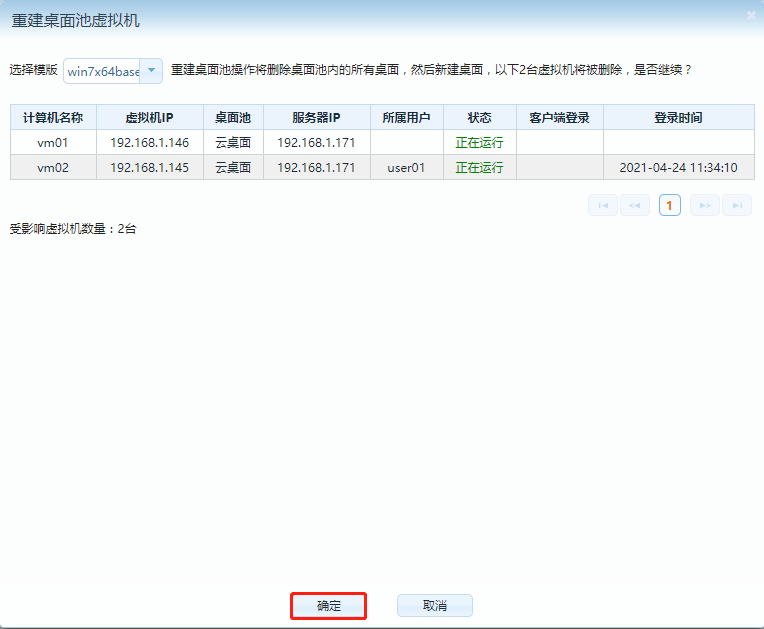 重建桌面池虚拟机
选择模版 win7x64base 重建桌面池操作将删除桌面池内的所有桌面，然后新建桌面，以下2台虚拟机将被删除，是否继续？
计算机名称 虚拟机IP 桌面池 服务器IP 所属用户 状态 客户端登录 登录时间
vm01 192.168.1.146 云桌面 192.168.1.171 正在运行
vm02 192.168.1.145 云桌面 192.168.1.171 user01 正在运行 2021-04-24 11:34:10
1
受影响虚拟机数量：2台
确定 取消